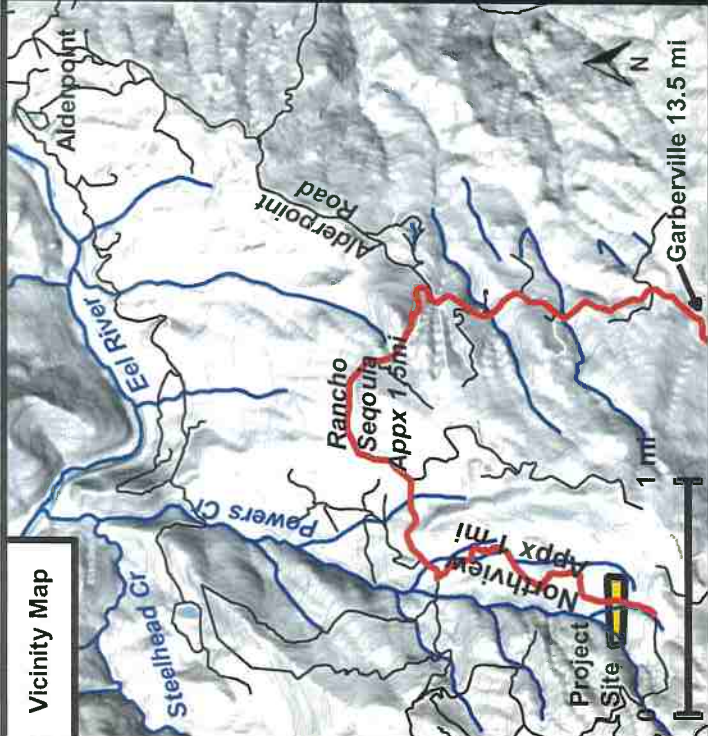 Vicinity Map
Alderpoint
Eel River
Alderpoint
Road
N
Steelhead Cr
Powers Cr
Rancho
Seqouia
Appx 1.5mi
Northview
Appx 1 mi
Project
Site
0
1 mi
Garberville 13.5 mi